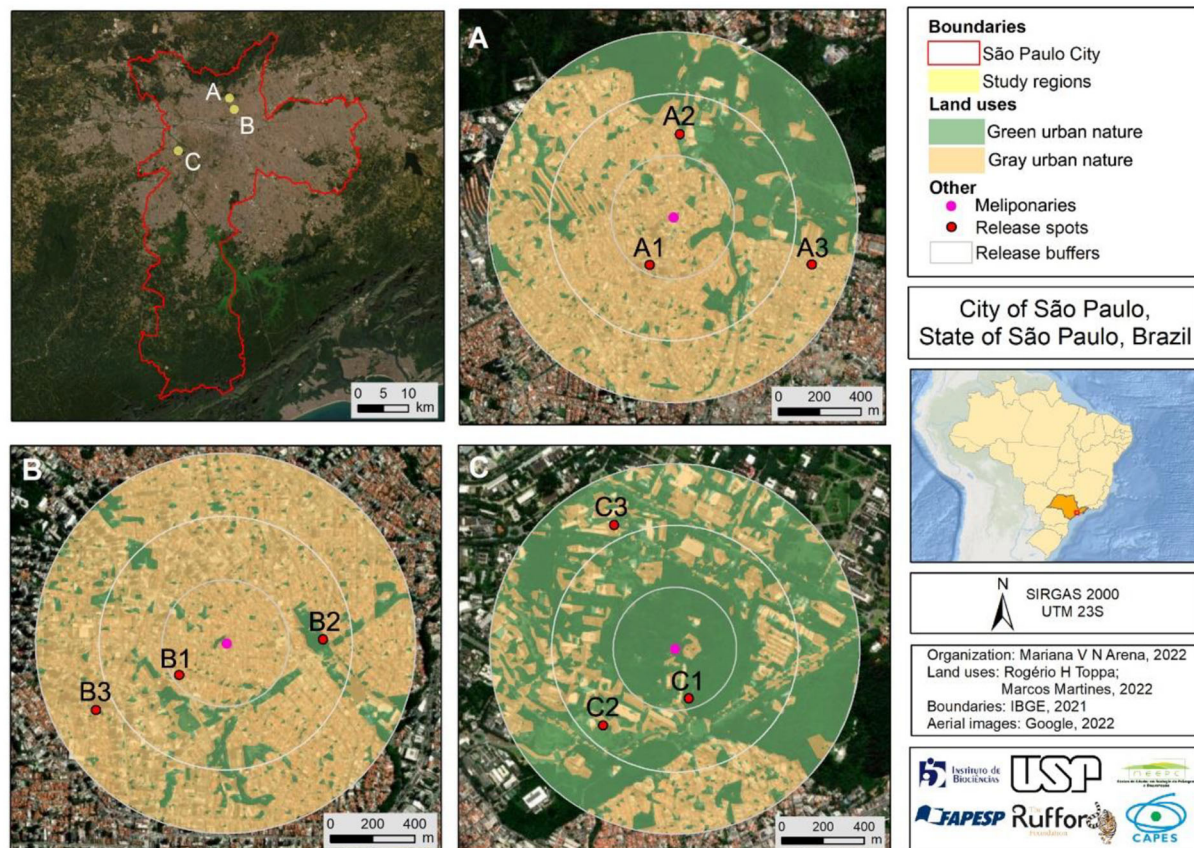 A
B
C
0 5 10
km
A
A2
A1
A3
0 200 400
m
B
B2
B1
B3
0 200 400
m
C
C3
C1
C2
0 200 400
m
Boundaries
São Paulo City
Study regions
Land uses
Green urban nature
Gray urban nature
Other
Meliponaries
Release spots
Release buffers
City of São Paulo,
State of São Paulo, Brazil
N
SIRGAS 2000
UTM 23S
Organization: Mariana V N Arena, 2022
Land uses: Rogério H Toppa;
Marcos Martines, 2022
Boundaries: IBGE, 2021
Aerial images: Google, 2022
INSTITUTO DE
BIOCIÊNCIAS
USP
FAPESP
The
Rufford
Foundation
CAPES